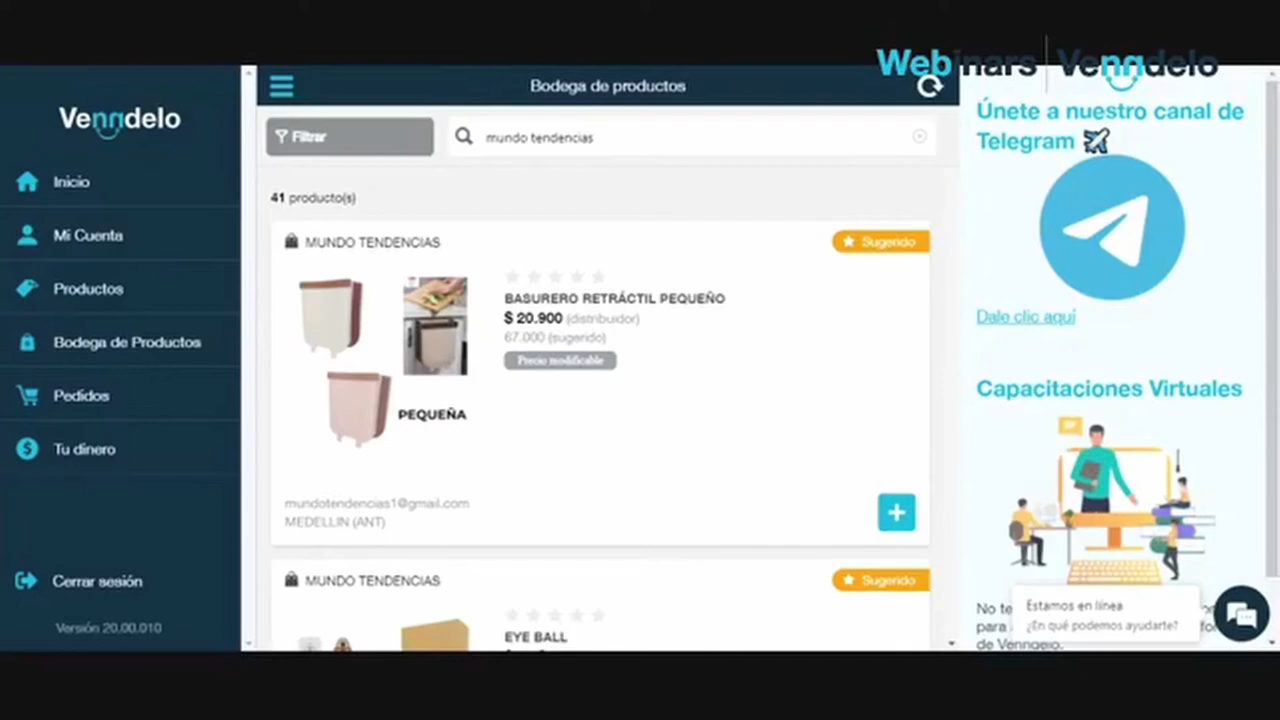 Webinars | Venndelo
Venndelo
Inicio
Mi Cuenta
Productos
Bodega de Productos
Pedidos
Tu dinero
Cerrar sesión
Versión 20.00.010
Bodega de productos
Filtrar
mundo tendencias
41 producto(s)
MUNDO TENDENCIAS
Sugerido
BASURERO RETRÁCTIL PEQUEÑO
$ 20.900 (distribuidor)
67.000 (sugerido)
Precio modificable
PEQUEÑA
mundotendencias1@gmail.com
MEDELLIN (ANT)
MUNDO TENDENCIAS
Sugerido
EYE BALL
Únete a nuestro canal de
Telegram
Dale clic aquí
Capacitaciones Virtuales
Estamos en línea
¿En qué podemos ayudarte?
No
para
de Venndelo.